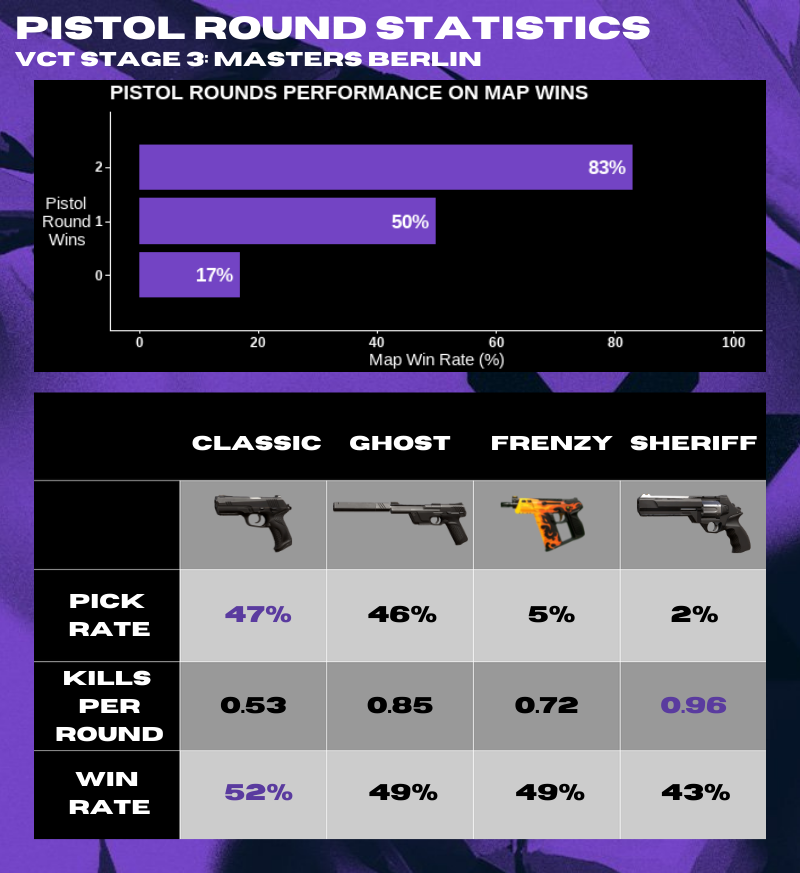 PISTOL ROUND STATISTICS
VCT STAGE 3: MASTERS BERLIN
PISTOL ROUNDS PERFORMANCE ON MAP WINS
Pistol
Round
Wins
2
83%
1
50%
0
17%
0 20 40 60 80 100
Map Win Rate (%)
CLASSIC GHOST FRENZY SHERIFF
PICK
RATE
47% 46% 5% 2%
KILLS
PER
ROUND
0.53 0.85 0.72 0.96
WIN
RATE
52% 49% 49% 43%